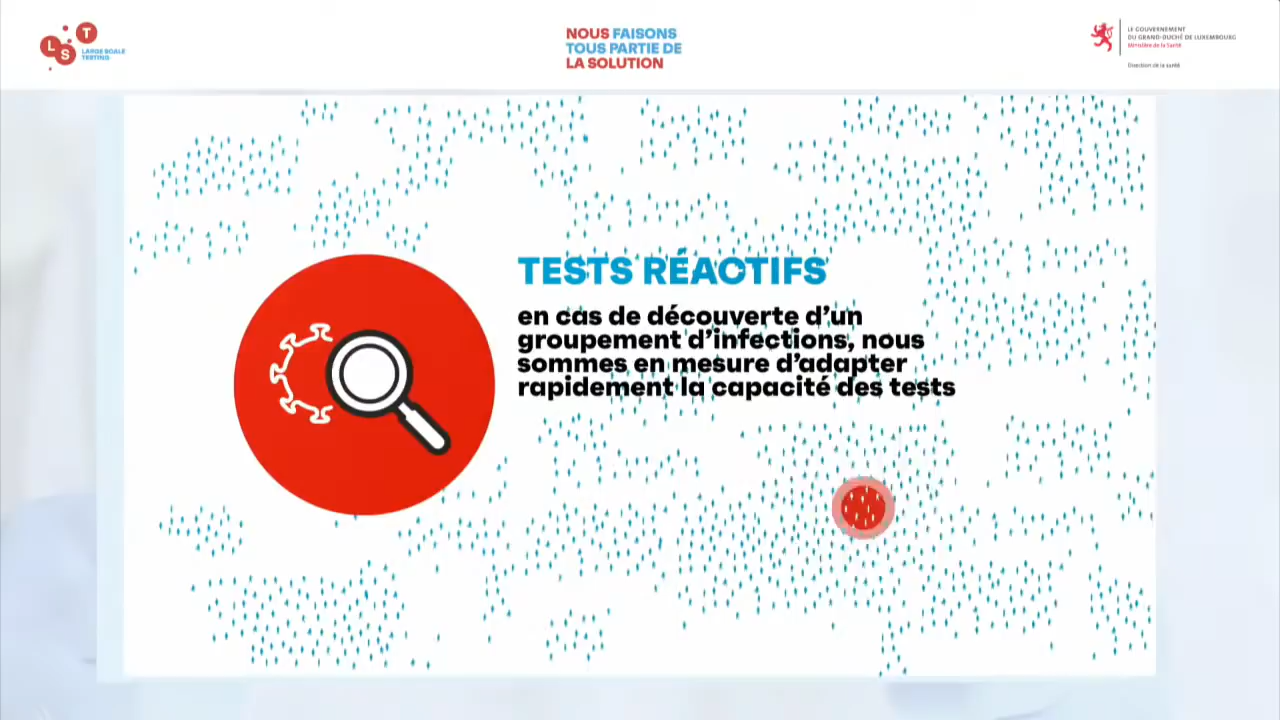 L
S
T
LARGE SCALE
TESTING
NOUS FAISONS
TOUS PARTIE DE
LA SOLUTION
LE GOUVERNEMENT
DU GRAND-DUCHÉ DE LUXEMBOURG
Ministère de la Santé
Direction de la santé
TESTS RÉACTIFS
en cas de découverte d'un
groupement d'infections, nous
sommes en mesure d'adapter
rapidement la capacité des tests